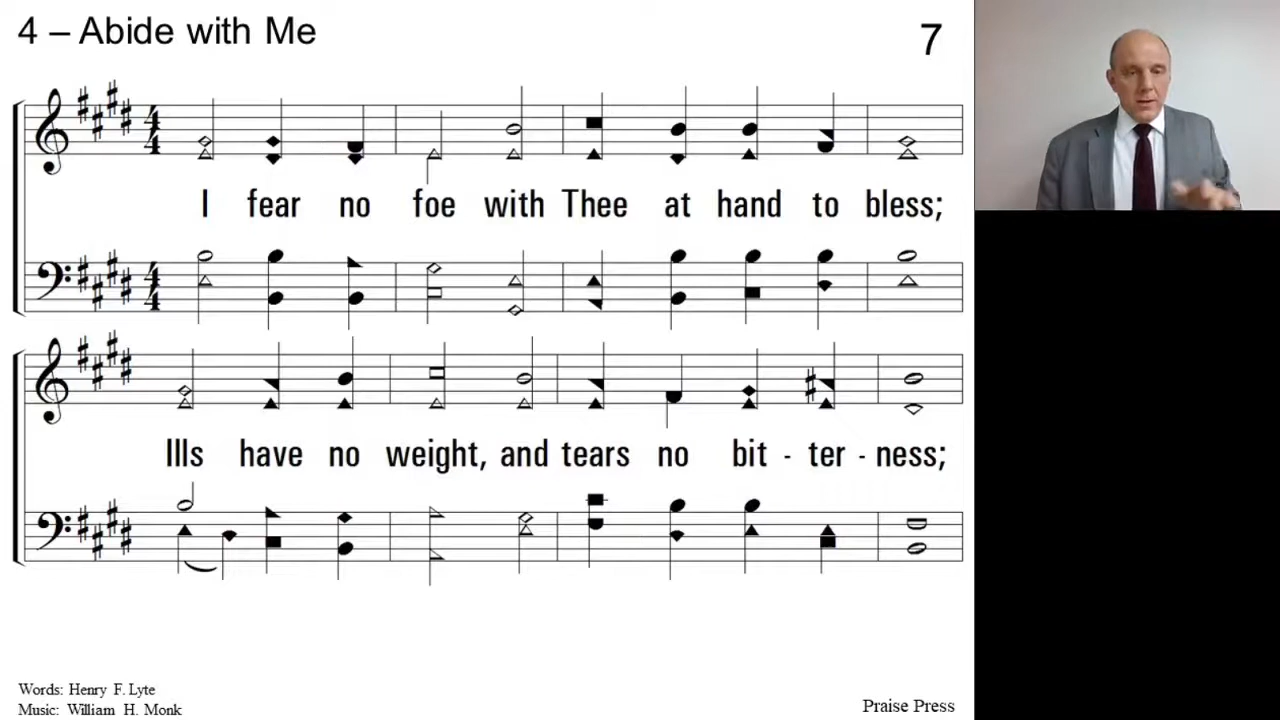 4 – Abide with Me
7
I fear no foe with Thee at hand to bless;
Ills have no weight, and tears no bit - ter - ness;
Words: Henry F. Lyte
Music: William H. Monk
Praise Press